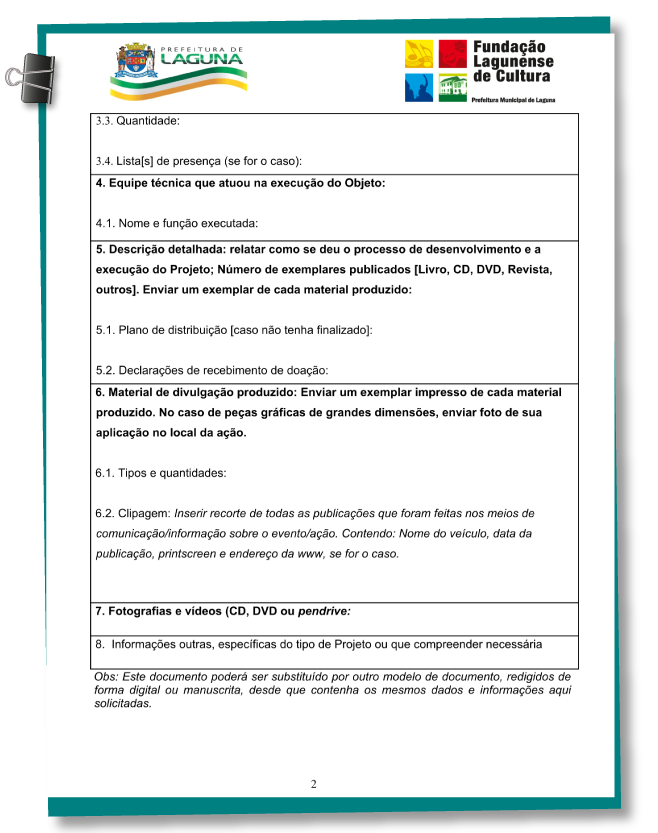 PREFEITURA DE
LAGUNA
Fundação
Lagunense
de Cultura
Prefeitura Municipal de Laguna
3.3. Quantidade:
3.4. Lista[s] de presença (se for o caso):
4. Equipe técnica que atuou na execução do Objeto:
4.1. Nome e função executada:
5. Descrição detalhada: relatar como se deu o processo de desenvolvimento e a
execução do Projeto; Número de exemplares publicados [Livro, CD, DVD, Revista,
outros]. Enviar um exemplar de cada material produzido:
5.1. Plano de distribuição [caso não tenha finalizado]:
5.2. Declarações de recebimento de doação:
6. Material de divulgação produzido: Enviar um exemplar impresso de cada material
produzido. No caso de peças gráficas de grandes dimensões, enviar foto de sua
aplicação no local da ação.
6.1. Tipos e quantidades:
6.2. Clipagem: Inserir recorte de todas as publicações que foram feitas nos meios de
comunicação/informação sobre o evento/ação. Contendo: Nome do veículo, data da
publicação, printscreen e endereço da www, se for o caso.
7. Fotografias e vídeos (CD, DVD ou pendrive:
8. Informações outras, específicas do tipo de Projeto ou que compreender necessária
Obs: Este documento poderá ser substituído por outro modelo de documento, redigidos de
forma digital ou manuscrita, desde que contenha os mesmos dados e informações aqui
solicitadas.
2